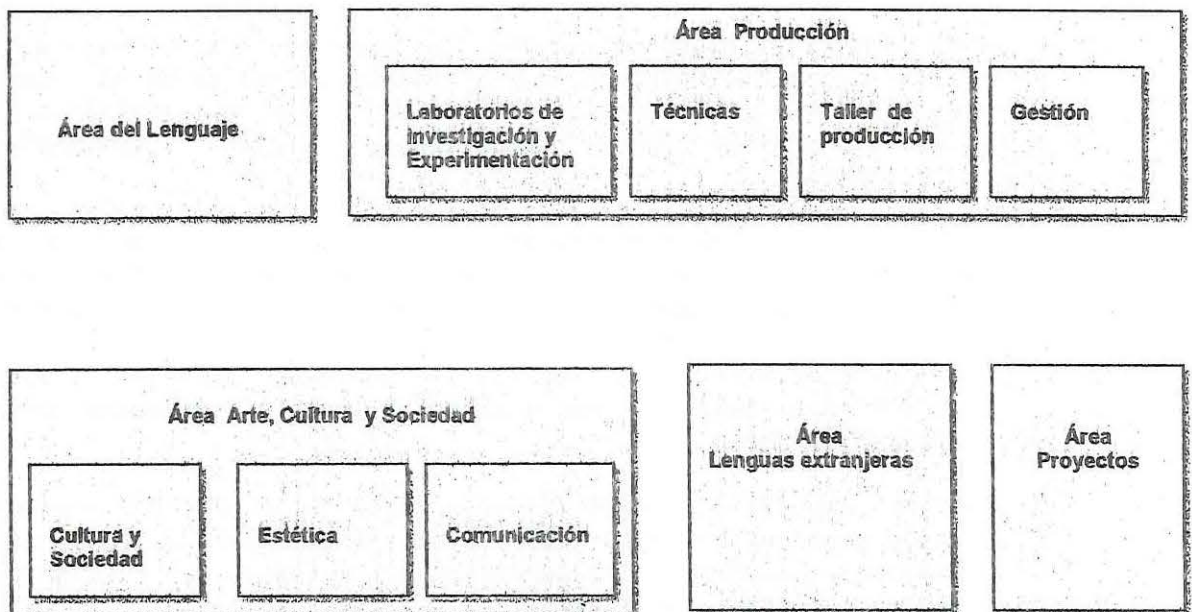 Área del Lenguaje
Área Producción
Laboratorios de
Investigación y
Experimentación
Técnicas
Taller de
producción
Gestión
Área Arte, Cultura y Sociedad
Cultura y
Sociedad
Estética
Comunicación
Área
Lenguas extranjeras
Área
Proyectos